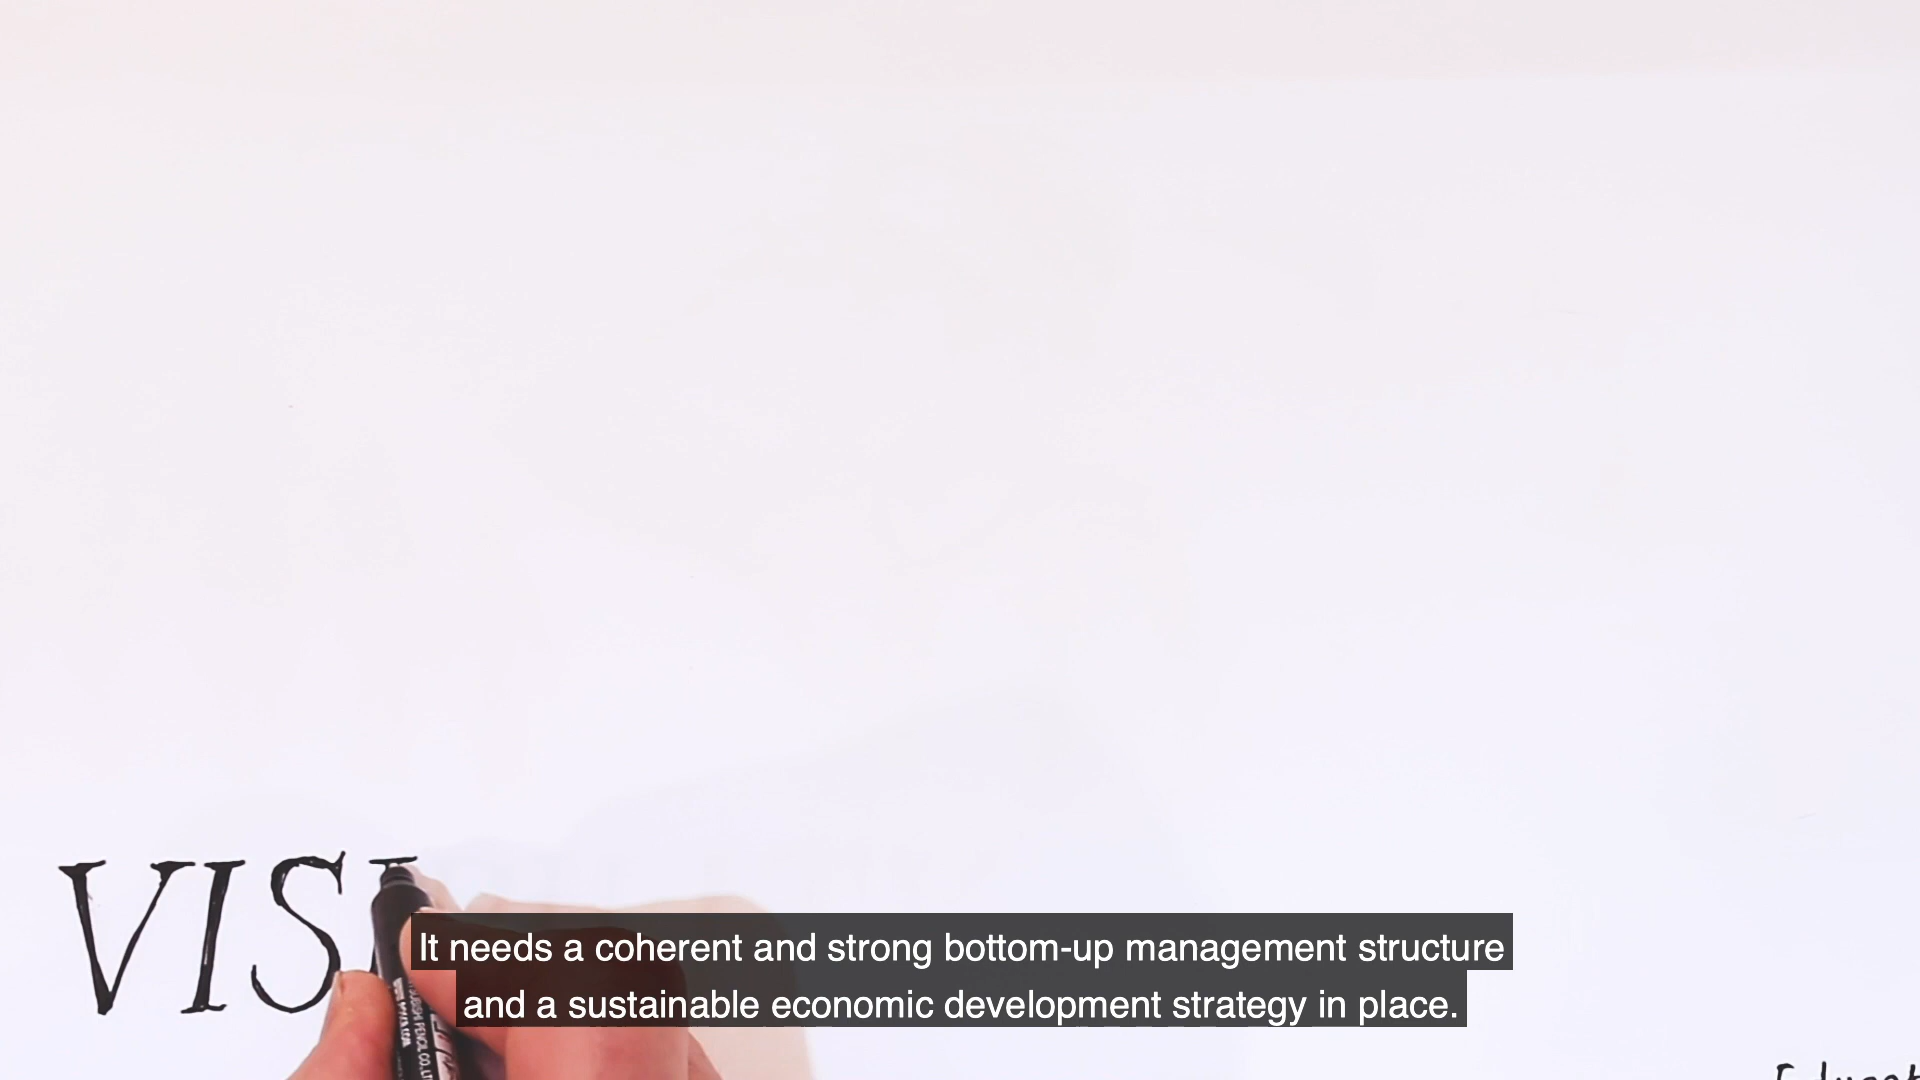 VISI
It needs a coherent and strong bottom-up management structure
and a sustainable economic development strategy in place.